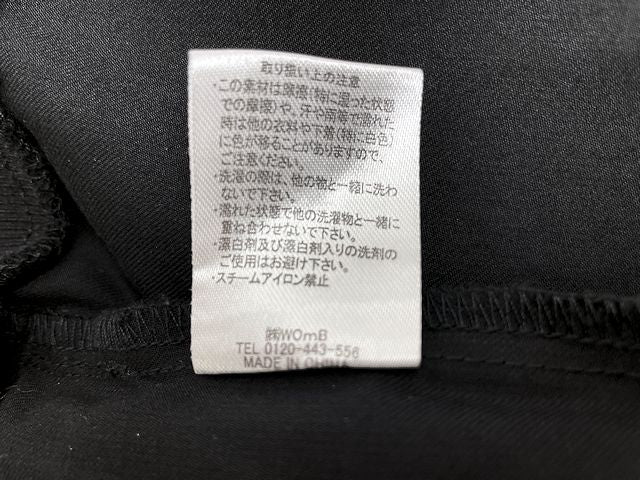 取り扱い上の注意
・この素材は摩擦(特に湿った状態
での摩擦)や、汗や雨等で濡れた
時は他の衣料や下着(特に白色)
に色が移ることがありますので、
ご注意ください。
・洗濯の際は、他の物と一緒に洗わ
ないで下さい。
・濡れた状態で他の洗濯物と一緒に
重ね合わせないで下さい。
・漂白剤及び漂白剤入りの洗剤の
ご使用はお避け下さい。
・スチームアイロン禁止
㈱WOmB
TEL 0120-443-556
MADE IN CHINA